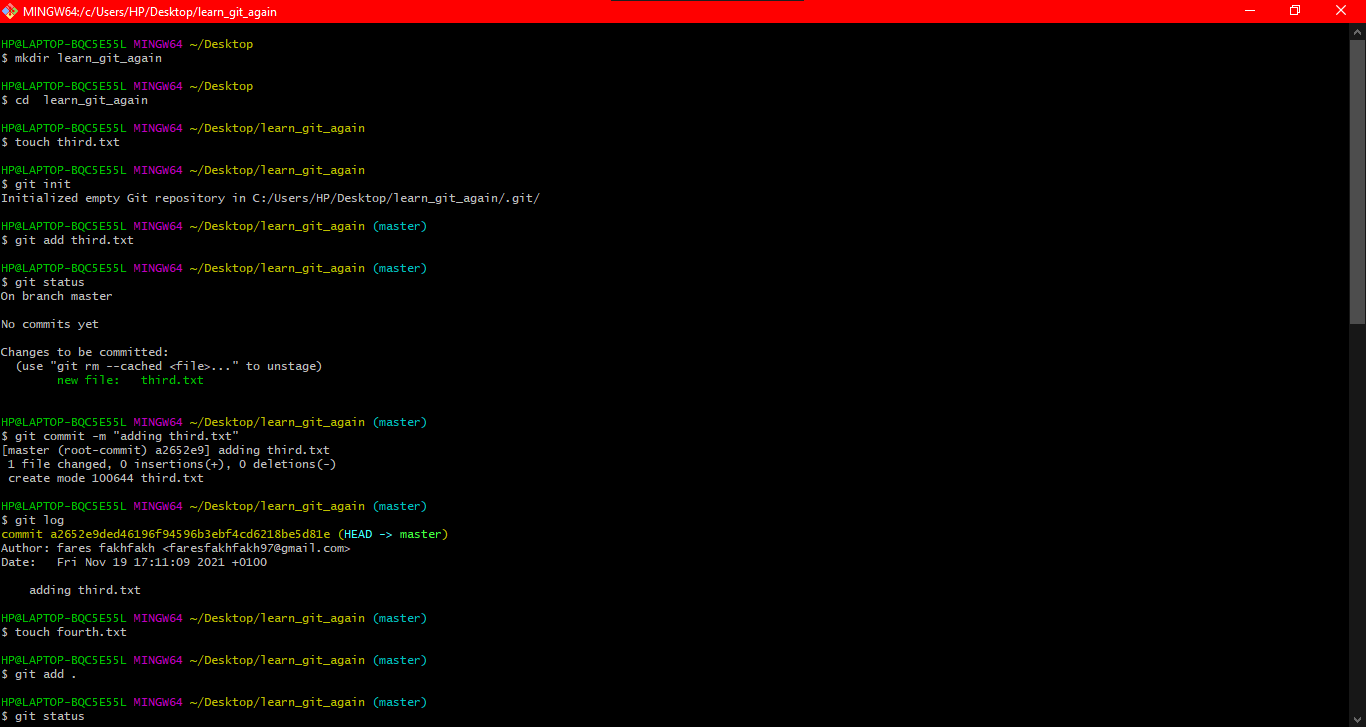 MINGW64:/c/Users/HP/Desktop/learn_git_again
HP@LAPTOP-BQC5E55L MINGW64 ~/Desktop
$ mkdir learn_git_again
HP@LAPTOP-BQC5E55L MINGW64 ~/Desktop
$ cd  learn_git_again
HP@LAPTOP-BQC5E55L MINGW64 ~/Desktop/learn_git_again
$ touch third.txt
HP@LAPTOP-BQC5E55L MINGW64 ~/Desktop/learn_git_again
$ git init
Initialized empty Git repository in C:/Users/HP/Desktop/learn_git_again/.git/
HP@LAPTOP-BQC5E55L MINGW64 ~/Desktop/learn_git_again (master)
$ git add third.txt
HP@LAPTOP-BQC5E55L MINGW64 ~/Desktop/learn_git_again (master)
$ git status
On branch master
No commits yet
Changes to be committed:
  (use "git rm --cached <file>..." to unstage)
        new file:   third.txt
HP@LAPTOP-BQC5E55L MINGW64 ~/Desktop/learn_git_again (master)
$ git commit -m "adding third.txt"
[master (root-commit) a2652e9] adding third.txt
 1 file changed, 0 insertions(+), 0 deletions(-)
 create mode 100644 third.txt
HP@LAPTOP-BQC5E55L MINGW64 ~/Desktop/learn_git_again (master)
$ git log
commit a2652e9ded46196f94596b3ebf4cd6218be5d81e (HEAD -> master)
Author: fares fakhfakh <faresfakhfakh97@gmail.com>
Date:   Fri Nov 19 17:11:09 2021 +0100
    adding third.txt
HP@LAPTOP-BQC5E55L MINGW64 ~/Desktop/learn_git_again (master)
$ touch fourth.txt
HP@LAPTOP-BQC5E55L MINGW64 ~/Desktop/learn_git_again (master)
$ git add .
HP@LAPTOP-BQC5E55L MINGW64 ~/Desktop/learn_git_again (master)
$ git status